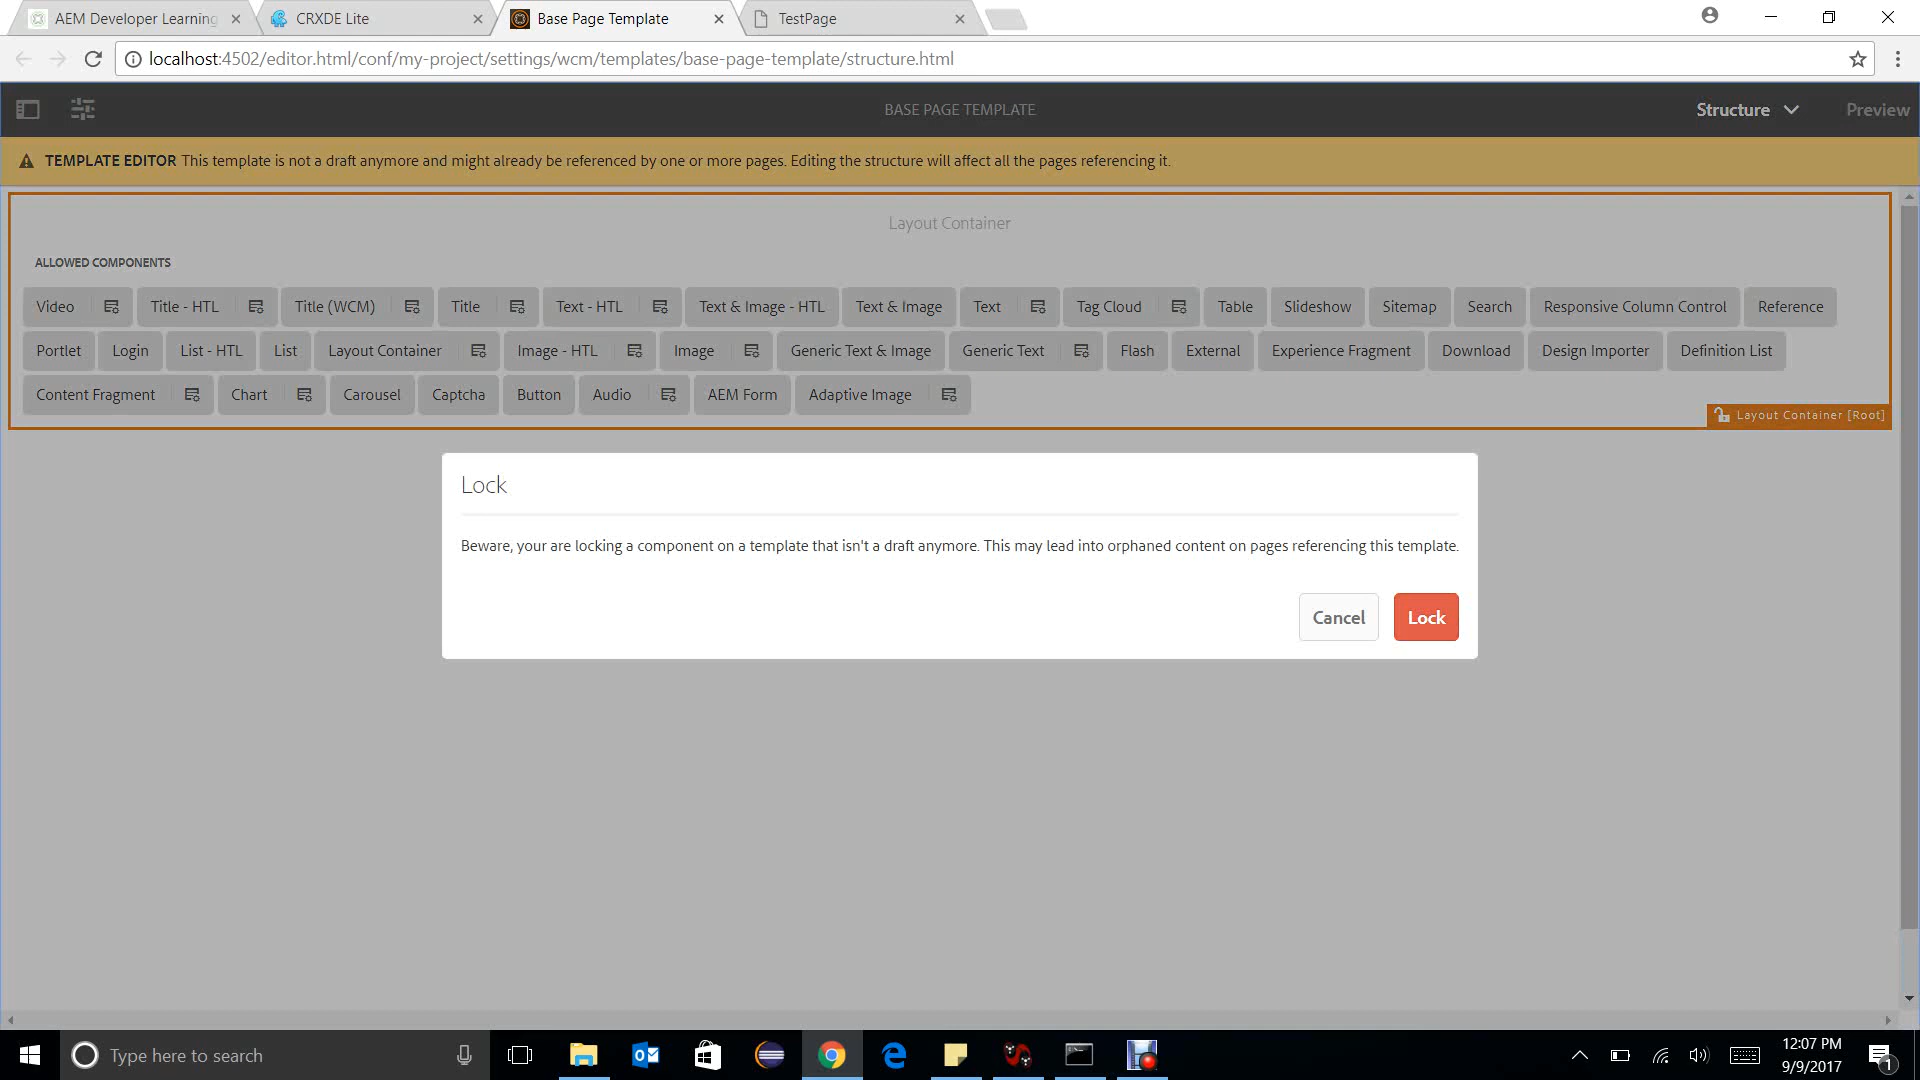 AEM Developer Learning
CRXDE Lite
Base Page Template
TestPage
localhost:4502/editor.html/conf/my-project/settings/wcm/templates/base-page-template/structure.html
BASE PAGE TEMPLATE
Structure
Preview
TEMPLATE EDITOR This template is not a draft anymore and might already be referenced by one or more pages. Editing the structure will affect all the pages referencing it.
Layout Container
ALLOWED COMPONENTS
Video Title - HTL Title (WCM) Title Text - HTL Text & Image - HTL Text & Image Text Tag Cloud Table Slideshow Sitemap Search Responsive Column Control Reference
Portlet Login List - HTL List Layout Container Image - HTL Image Generic Text & Image Generic Text Flash External Experience Fragment Download Design Importer Definition List
Content Fragment Chart Carousel Captcha Button Audio AEM Form Adaptive Image
Layout Container [Root]
Lock
Beware, your are locking a component on a template that isn't a draft anymore. This may lead into orphaned content on pages referencing this template.
Cancel Lock
Type here to search
12:07 PM
9/9/2017
1